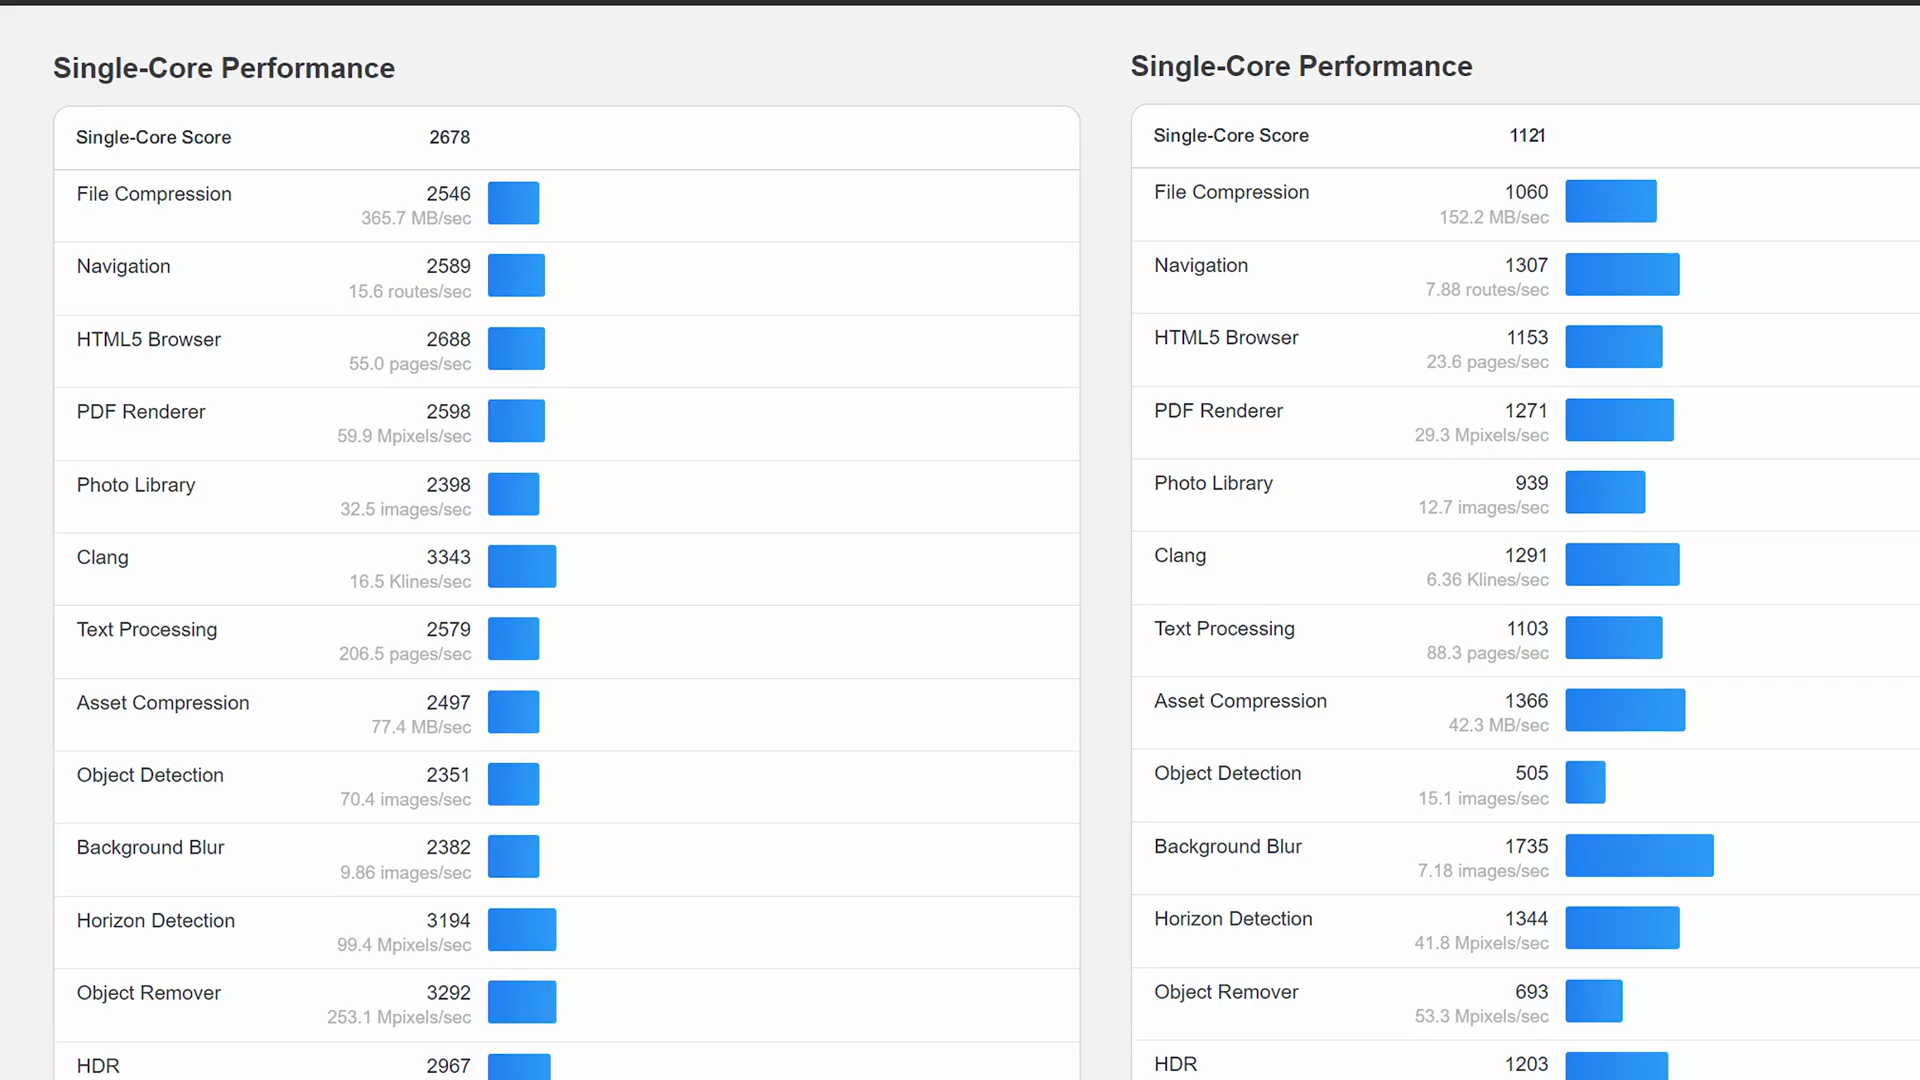 Single-Core Performance
Single-Core Score 2678
File Compression 2546
365.7 MB/sec
Navigation 2589
15.6 routes/sec
HTML5 Browser 2688
55.0 pages/sec
PDF Renderer 2598
59.9 Mpixels/sec
Photo Library 2398
32.5 images/sec
Clang 3343
16.5 Klines/sec
Text Processing 2579
206.5 pages/sec
Asset Compression 2497
77.4 MB/sec
Object Detection 2351
70.4 images/sec
Background Blur 2382
9.86 images/sec
Horizon Detection 3194
99.4 Mpixels/sec
Object Remover 3292
253.1 Mpixels/sec
HDR 2967
Single-Core Performance
Single-Core Score 1121
File Compression 1060
152.2 MB/sec
Navigation 1307
7.88 routes/sec
HTML5 Browser 1153
23.6 pages/sec
PDF Renderer 1271
29.3 Mpixels/sec
Photo Library 939
12.7 images/sec
Clang 1291
6.36 Klines/sec
Text Processing 1103
88.3 pages/sec
Asset Compression 1366
42.3 MB/sec
Object Detection 505
15.1 images/sec
Background Blur 1735
7.18 images/sec
Horizon Detection 1344
41.8 Mpixels/sec
Object Remover 693
53.3 Mpixels/sec
HDR 1203